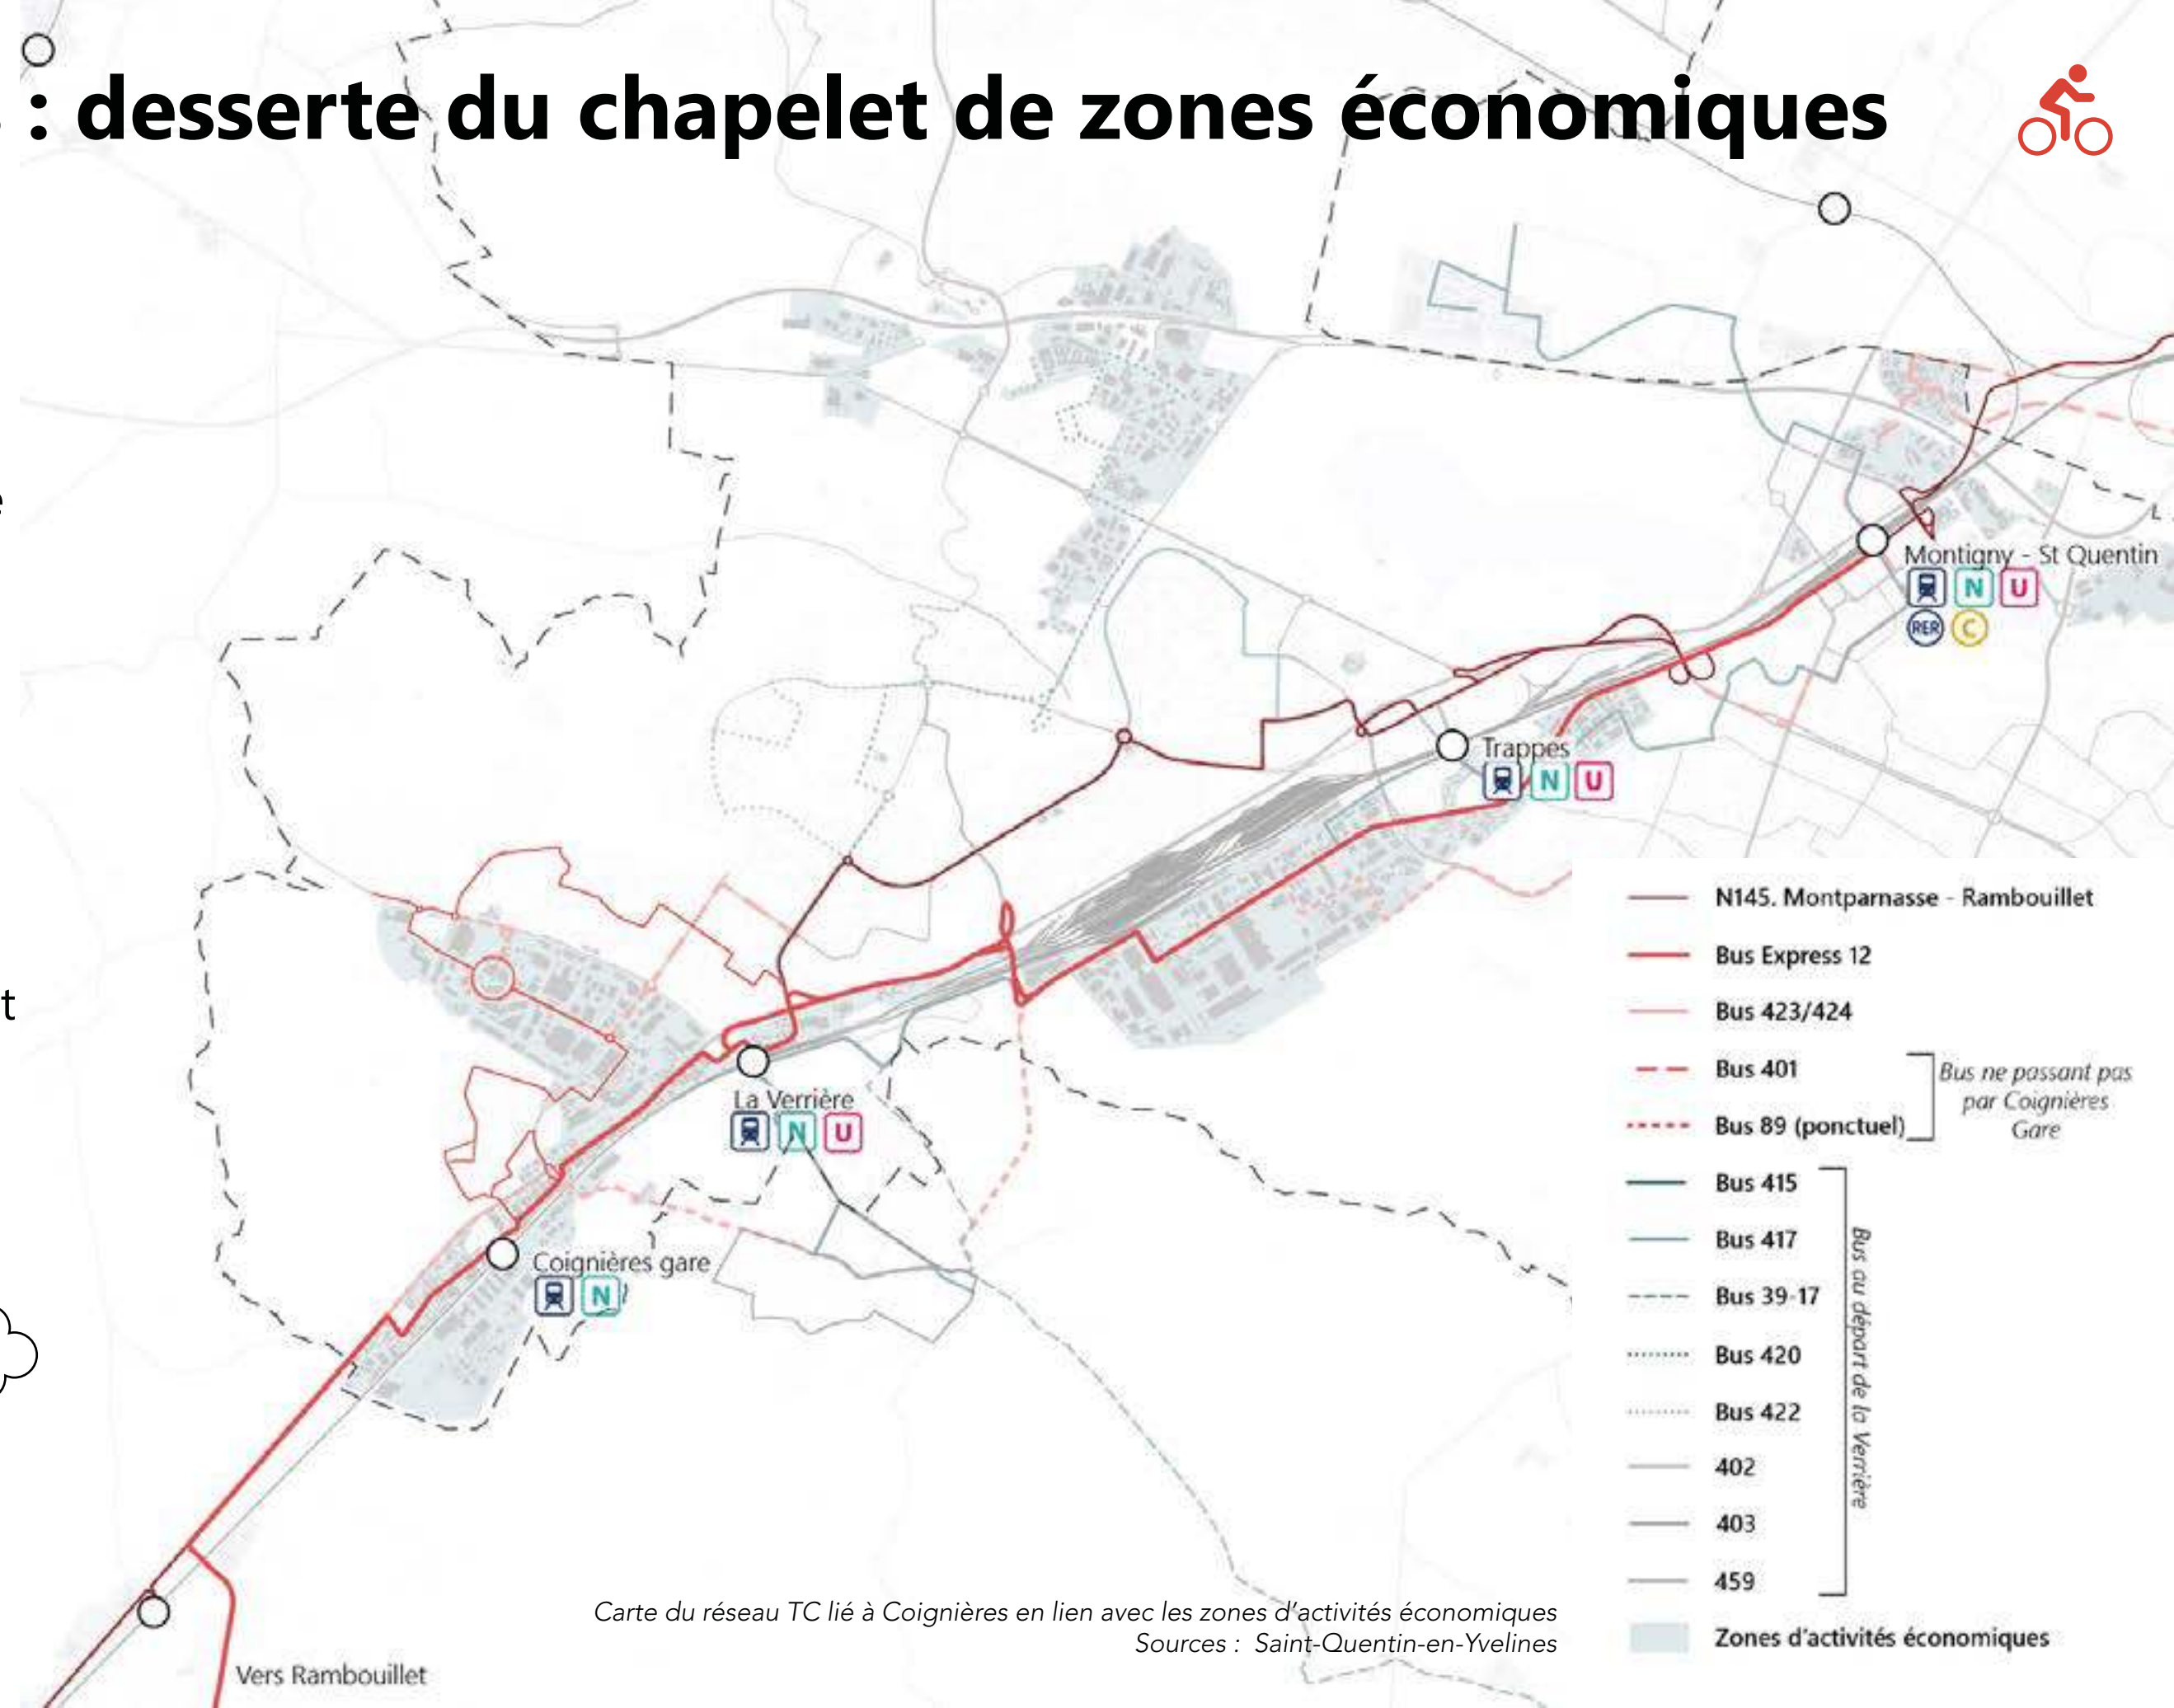 : desserte du chapelet de zones économiques
e
t
Montigny - St Quentin
N U
RER C
Trappes
N U
La Verrière
N U
Coignières gare
N
Vers Rambouillet
N145. Montparnasse - Rambouillet
Bus Express 12
Bus 423/424
Bus 401
Bus 89 (ponctuel)
Bus ne passant pas
par Coignières
Gare
Bus 415
Bus 417
Bus 39-17
Bus 420
Bus 422
402
403
459
Bus au départ de la Verrière
Zones d'activités économiques
Carte du réseau TC lié à Coignières en lien avec les zones d'activités économiques
Sources : Saint-Quentin-en-Yvelines